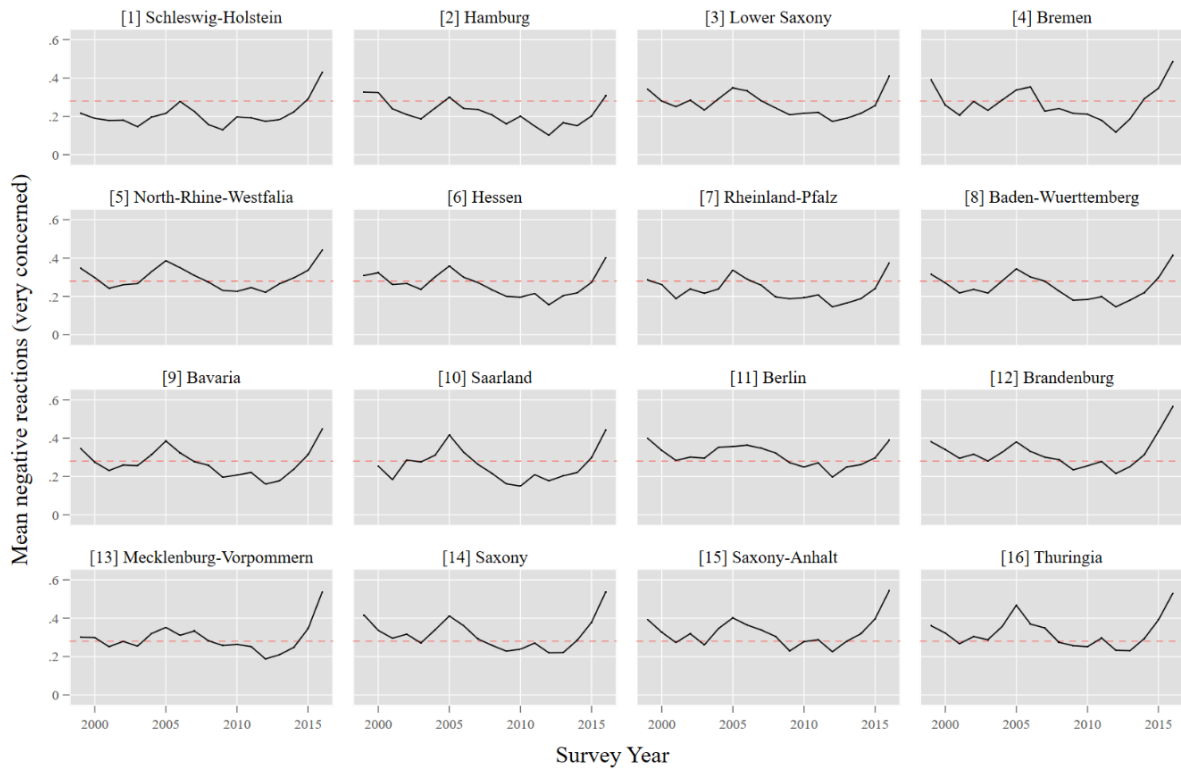 [1] Schleswig-Holstein
[2] Hamburg
[3] Lower Saxony
[4] Bremen
.6
.4
.2
0
[5] North-Rhine-Westfalia
[6] Hessen
[7] Rheinland-Pfalz
[8] Baden-Wuerttemberg
.6
.4
.2
0
[9] Bavaria
[10] Saarland
[11] Berlin
[12] Brandenburg
.6
.4
.2
0
[13] Mecklenburg-Vorpommern
[14] Saxony
[15] Saxony-Anhalt
[16] Thuringia
.6
.4
.2
0
2000 2005 2010 2015
2000 2005 2010 2015
2000 2005 2010 2015
2000 2005 2010 2015
Mean negative reactions (very concerned)
Survey Year